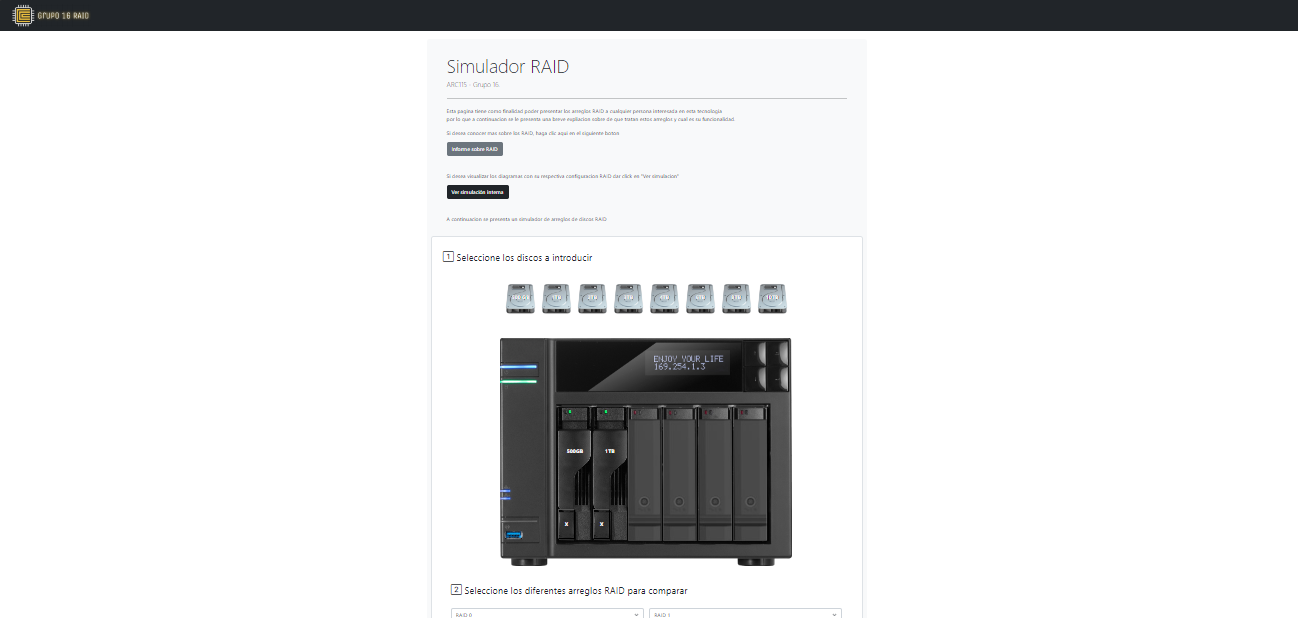 GRUPO 16 RAID
Simulador RAID
ARC115 - Grupo 16
Esta pagina tiene como finalidad poder presentar los arreglos RAID a cualquier persona interesada en esta tecnologia
por lo que a continuacion se le presenta una breve explicacion sobre de que tratan estos arreglos y cual es su funcionalidad.
Si desea conocer mas sobre los RAID, haga clic aqui en el siguiente boton
Informe sobre RAID
Si desea visualizar los diagramas con su respectiva configuracion RAID dar click en "Ver simulacion"
Ver simulación interna
A continuacion se presente un simulador de arreglos de discos RAID
1 Seleccione los discos a introducir
ENJOY YOUR LIFE
169.254.1.3
500GB 1TB
X X
2 Seleccione los diferentes arreglos RAID para comparar
RAID 0 RAID 1